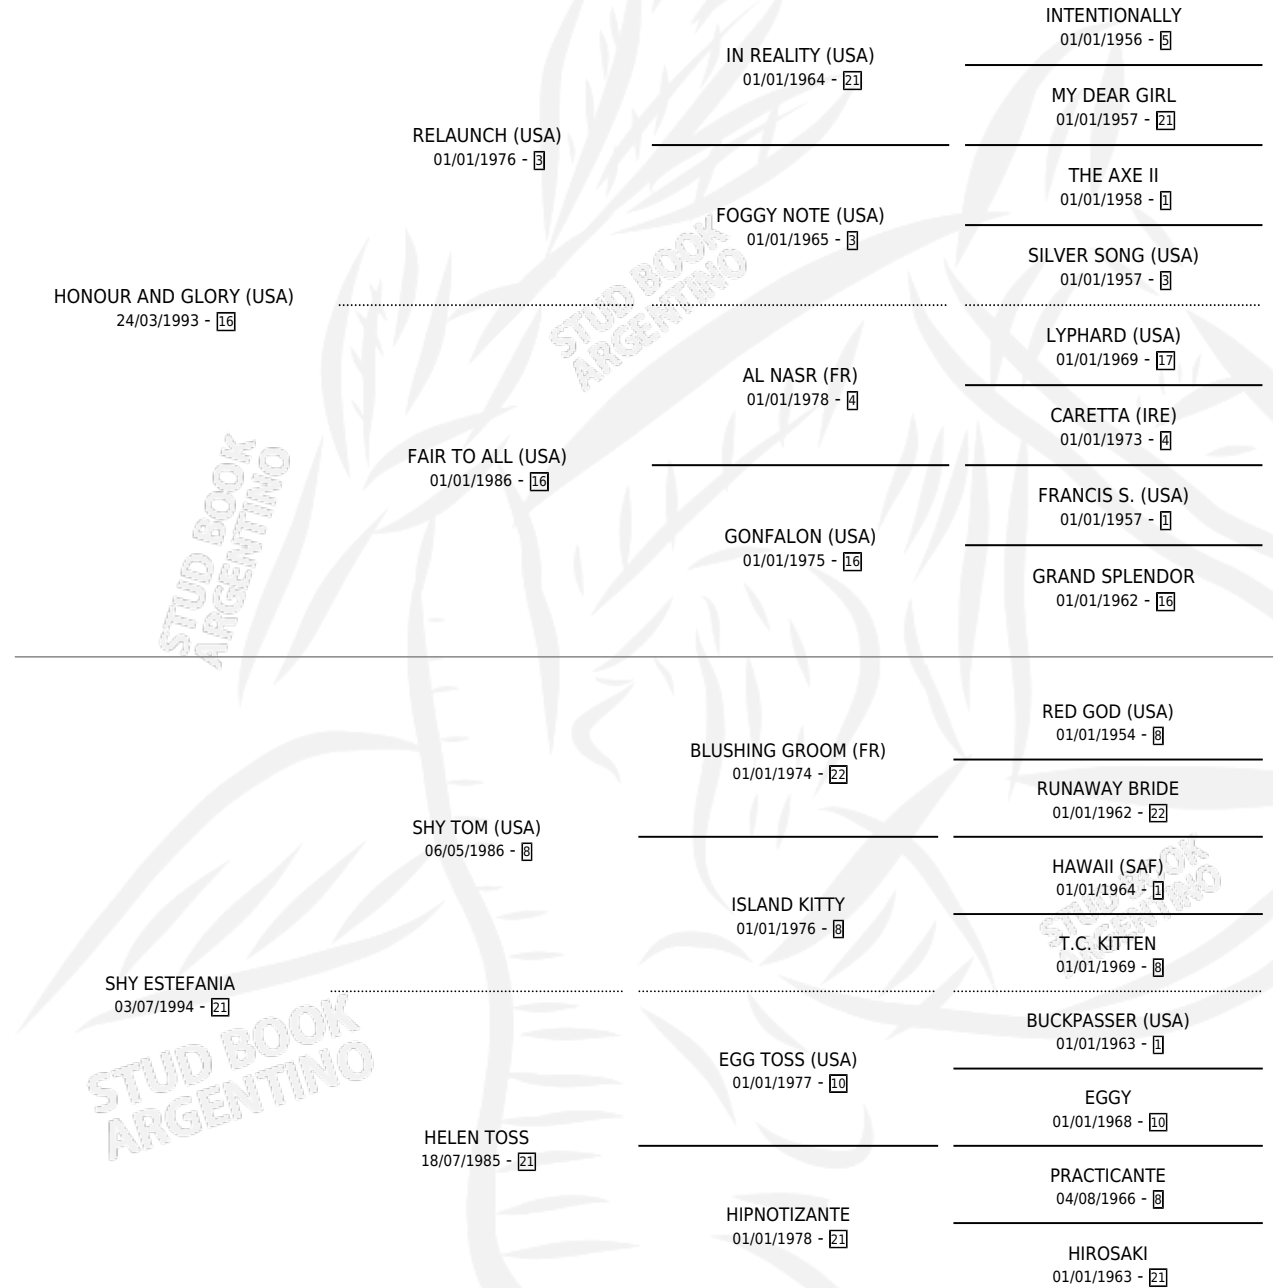 INTENTIONALLY
01/01/1956 - 5
IN REALITY (USA)
01/01/1964 - 21
MY DEAR GIRL
01/01/1957 - 21
RELAUNCH (USA)
01/01/1976 - 3
THE AXE II
01/01/1958 - 1
FOGGY NOTE (USA)
01/01/1965 - 3
SILVER SONG (USA)
01/01/1957 - 3
HONOUR AND GLORY (USA)
24/03/1993 - 16
LYPHARD (USA)
01/01/1969 - 17
AL NASR (FR)
01/01/1978 - 4
CARETTA (IRE)
01/01/1973 - 4
FAIR TO ALL (USA)
01/01/1986 - 16
FRANCIS S. (USA)
01/01/1957 - 1
GONFALON (USA)
01/01/1975 - 16
GRAND SPLENDOR
01/01/1962 - 16
RED GOD (USA)
01/01/1954 - 8
BLUSHING GROOM (FR)
01/01/1974 - 22
RUNAWAY BRIDE
01/01/1962 - 22
SHY TOM (USA)
06/05/1986 - 8
HAWAII (SAF)
01/01/1964 - 1
ISLAND KITTY
01/01/1976 - 8
T.C. KITTEN
01/01/1969 - 8
SHY ESTEFANIA
03/07/1994 - 21
BUCKPASSER (USA)
01/01/1963 - 1
EGG TOSS (USA)
01/01/1977 - 10
EGGY
01/01/1968 - 10
HELEN TOSS
18/07/1985 - 21
PRACTICANTE
04/08/1966 - 8
HIPNOTIZANTE
01/01/1978 - 21
HIROSAKI
01/01/1963 - 21
STUD BOOK
ARGENTINO
STUD BOOK
ARGENTINO
STUD BOOK
ARGENTINO
STUD BOOK
ARGENTINO